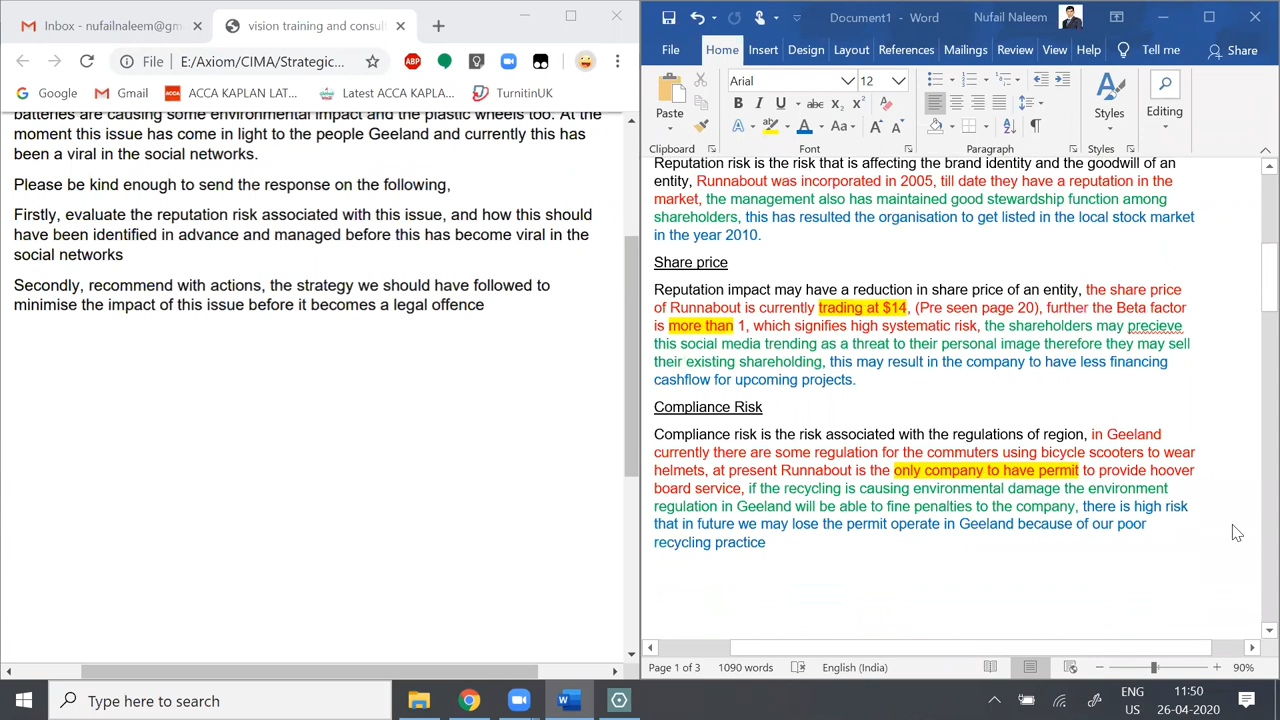 Inbox - nufailnaleem@gm
vision training and consult
File
E:/Axiom/CIMA/Strategic...
ABP
Google
Gmail
ACCA
ACCA KAPLAN LAT...
Latest ACCA KAPLA...
TurnitinUK
batteries are causing some environmental impact and the plastic wheels too. At the
moment this issue has come in light to the people Geeland and currently this has
been a viral in the social networks.
Please be kind enough to send the response on the following,
Firstly, evaluate the reputation risk associated with this issue, and how this should
have been identified in advance and managed before this has become viral in the
social networks
Secondly, recommend with actions, the strategy we should have followed to
minimise the impact of this issue before it becomes a legal offence
Document1 - Word
Nufail Naleem
File
Home
Insert
Design
Layout
References
Mailings
Review
View
Help
Tell me
Share
Paste
Arial
12
B I U abc x₂ x²
A A Aa A A
Styles
Editing
Clipboard
Font
Paragraph
Styles
Reputation risk is the risk that is affecting the brand identity and the goodwill of an
entity, Runnabout was incorporated in 2005, till date they have a reputation in the
market, the management also has maintained good stewardship function among
shareholders, this has resulted the organisation to get listed in the local stock market
in the year 2010.
Share price
Reputation impact may have a reduction in share price of an entity, the share price
of Runnabout is currently trading at $14, (Pre seen page 20), further the Beta factor
is more than 1, which signifies high systematic risk, the shareholders may precieve
this social media trending as a threat to their personal image therefore they may sell
their existing shareholding, this may result in the company to have less financing
cashflow for upcoming projects.
Compliance Risk
Compliance risk is the risk associated with the regulations of region, in Geeland
currently there are some regulation for the commuters using bicycle scooters to wear
helmets, at present Runnabout is the only company to have permit to provide hoover
board service, if the recycling is causing environmental damage the environment
regulation in Geeland will be able to fine penalties to the company, there is high risk
that in future we may lose the permit operate in Geeland because of our poor
recycling practice
Page 1 of 3
1090 words
English (India)
90%
Type here to search
ENG
US
11:50
26-04-2020